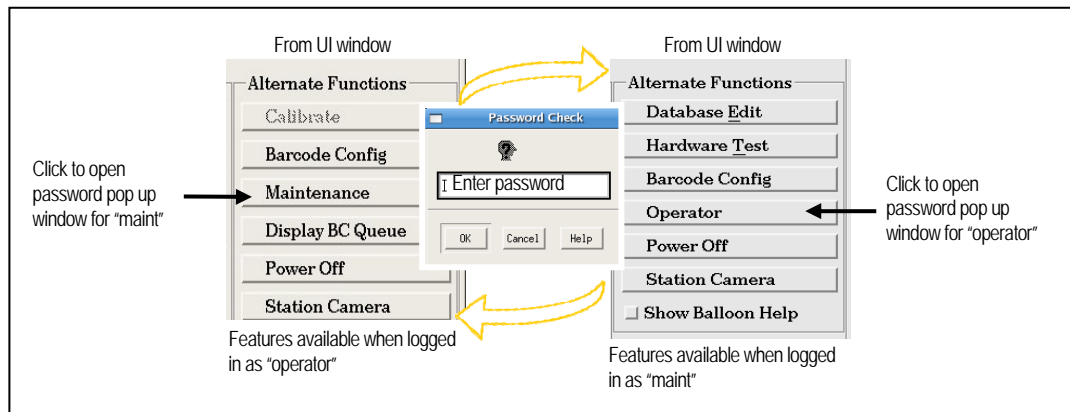 From UI window
Alternate Functions
Calibrate
Barcode Config
Maintenance
Display BC Queue
Power Off
Station Camera
Click to open
password pop up
window for “maint”
Features available when logged
in as “operator”
Password Check
?
Enter password
OK
Cancel
Help
From UI window
Alternate Functions
Database Edit
Hardware Test
Barcode Config
Operator
Power Off
Station Camera
Show Balloon Help
Click to open
password pop up
window for “operator”
Features available when logged
in as “maint”